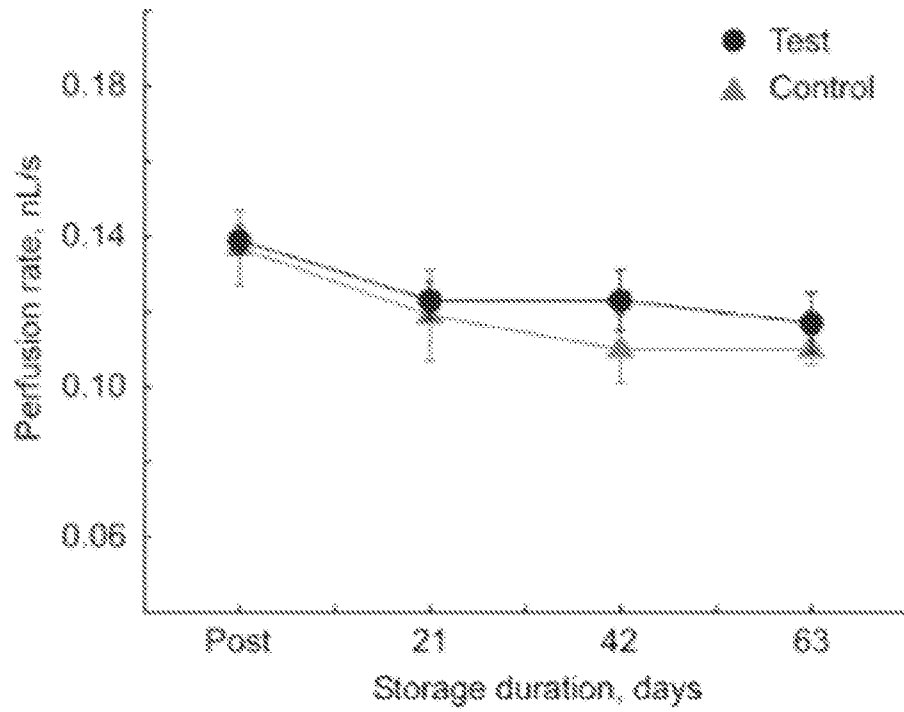 Test
Control
0.18
0.14
0.10
0.06
Perfusion rate, nL/s
Post 21 42 63
Storage duration, days